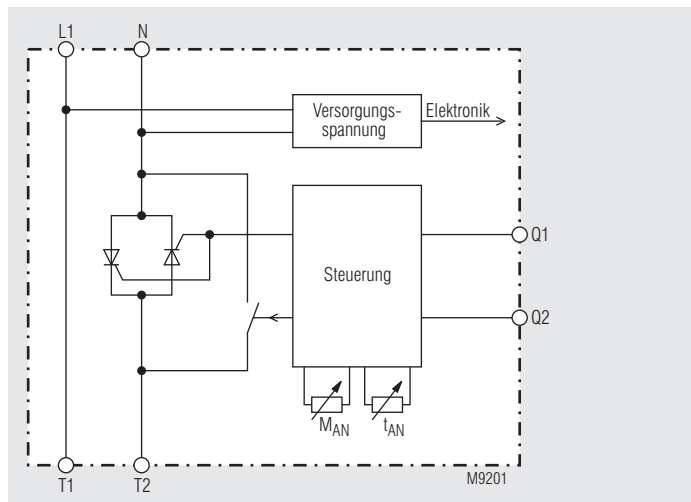 L1
N
Versorgungs-
spannung
Elektronik
Steuerung
Q1
Q2
MAN
tAN
M9201
T1
T2